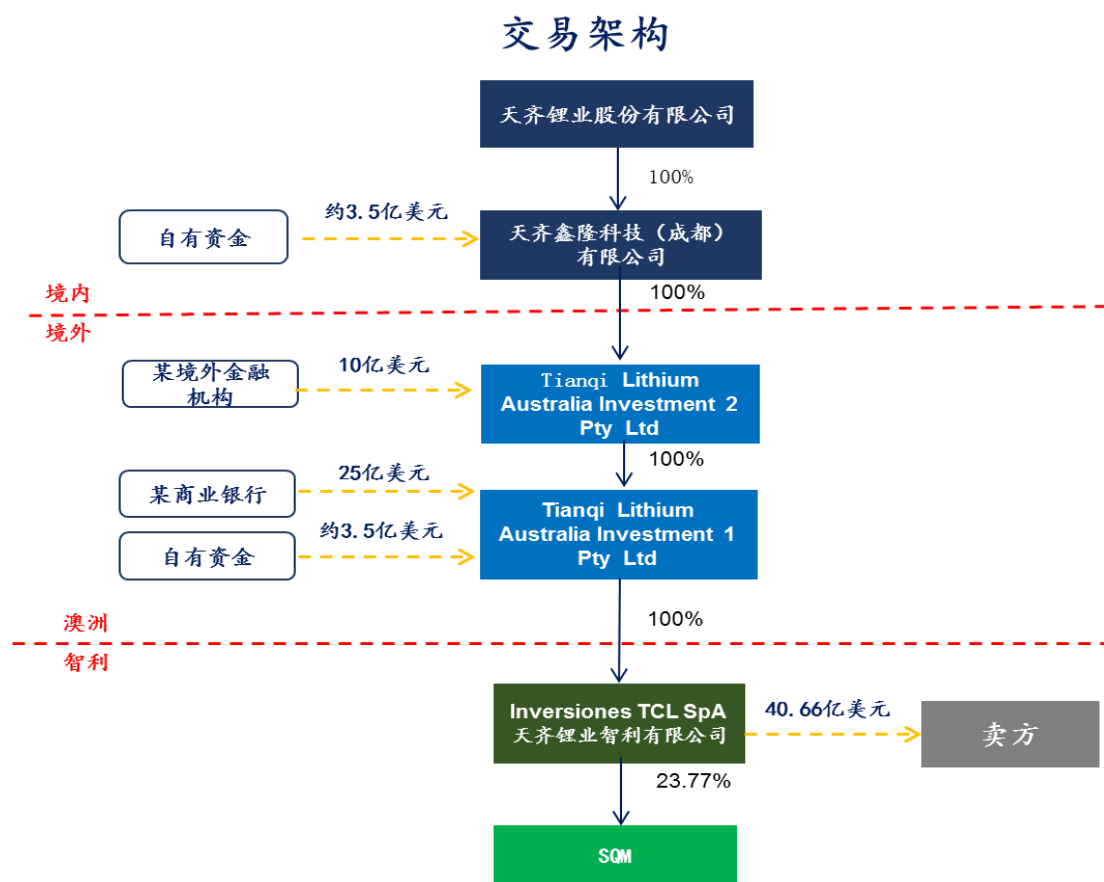 交易架构
天齐锂业股份有限公司
100%
约3.5亿美元
自有资金
天齐鑫隆科技（成都）
有限公司
境内
100%
境外
某境外金融
机构
10亿美元
Tianqi Lithium
Australia Investment 2
Pty Ltd
100%
某商业银行
25亿美元
Tianqi Lithium
Australia Investment 1
Pty Ltd
约3.5亿美元
自有资金
澳洲
100%
智利
Inversiones TCL SpA
天齐锂业智利有限公司
40.66亿美元
卖方
23.77%
SQM